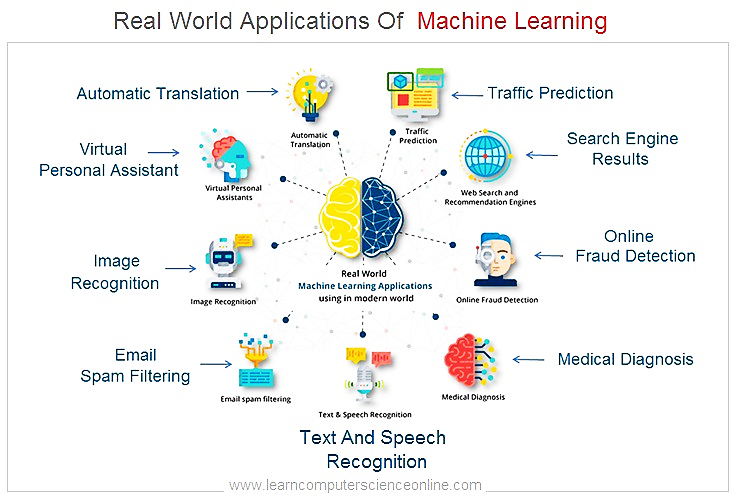 Real World Applications Of Machine Learning
Automatic Translation
Automatic
Translation
Traffic
Prediction
Traffic Prediction
Virtual
Personal Assistant
Virtual Personal
Assistants
Web Search and
Recommendation Engines
Search Engine
Results
Real World
Machine Learning Applications
using in modern world
Image
Recognition
Image Recognition
Online Fraud Detection
Online
Fraud Detection
Email
Spam Filtering
Email spam filtering
Text & Speech Recognition
Medical Diagnosis
Medical Diagnosis
Text And Speech
Recognition
www.learncomputerscienceonline.com